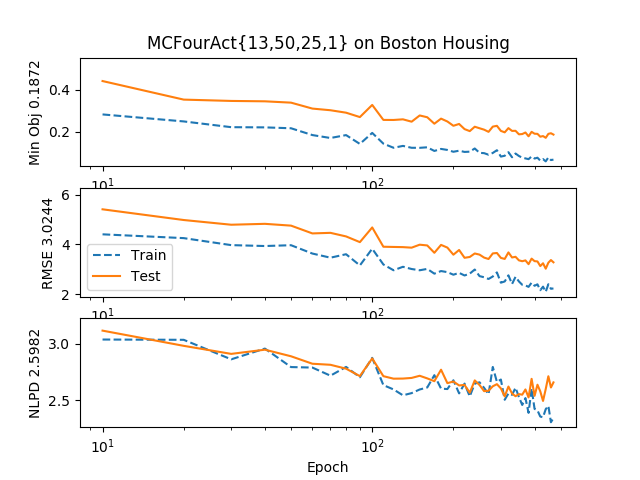 MCFourAct{13,50,25,1} on Boston Housing
Min Obj 0.1872
0.4
0.2
10¹
10²
RMSE 3.0244
6
4
2
Train
Test
10¹
10²
NLPD 2.5982
3.0
2.5
10¹
10²
Epoch